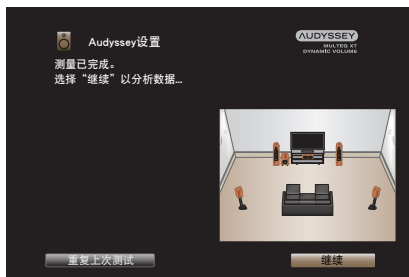 Audyssey设置
AUDYSSEY
MULTEQ XT
DYNAMIC VOLUME
测量已完成。
选择“继续”以分析数据...
重复上次测试
继续